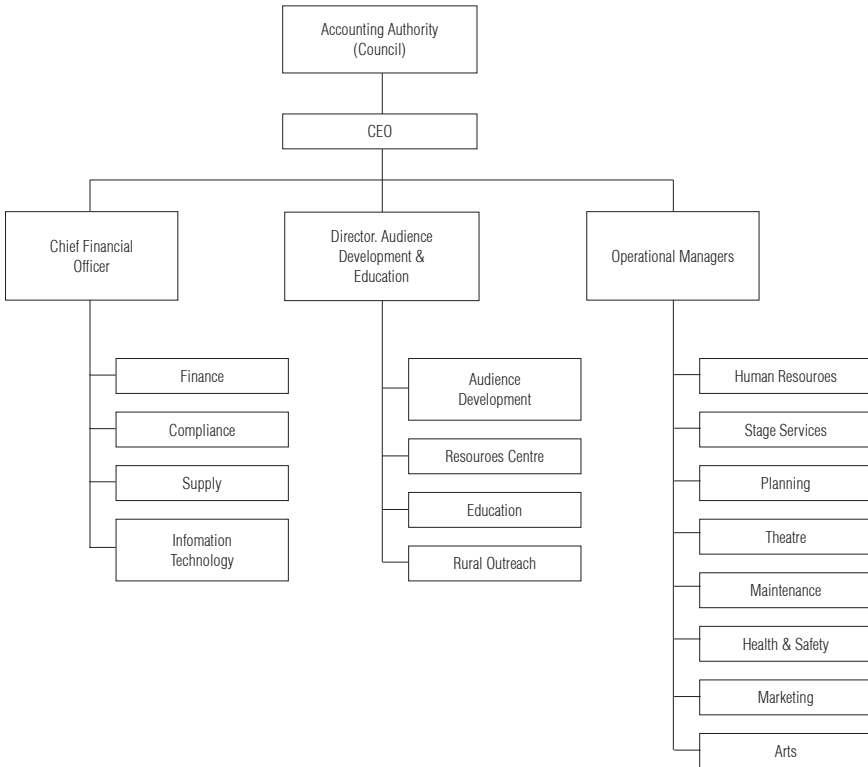 Accounting Authority
(Council)
CEO
Chief Financial
Officer
Director. Audience
Development &
Education
Operational Managers
Finance
Compliance
Supply
Infomation
Technology
Audience
Development
Resouroes Centre
Education
Rural Outreach
Human Resouroes
Stage Services
Planning
Theatre
Maintenance
Health & Safety
Marketing
Arts